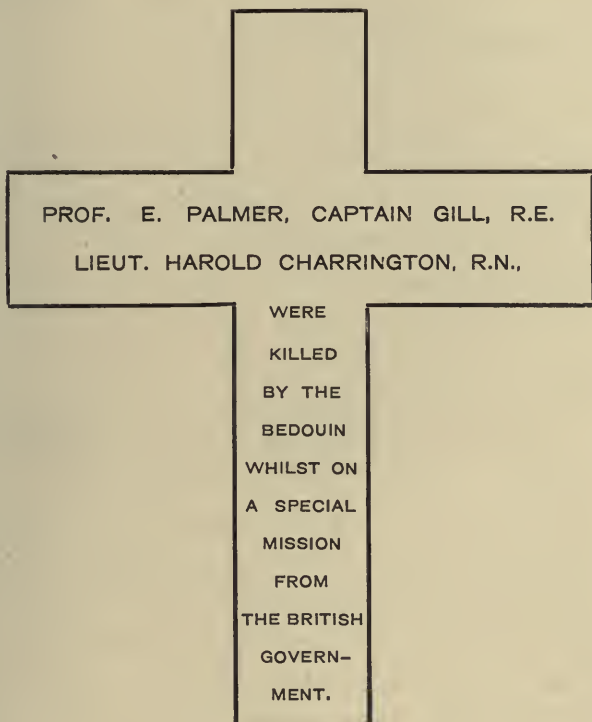 PROF. E. PALMER, CAPTAIN GILL, R.E.
LIEUT. HAROLD CHARRINGTON, R.N.,
WERE
KILLED
BY THE
BEDOUIN
WHILST ON
A SPECIAL
MISSION
FROM
THE BRITISH
GOVERN-
MENT.